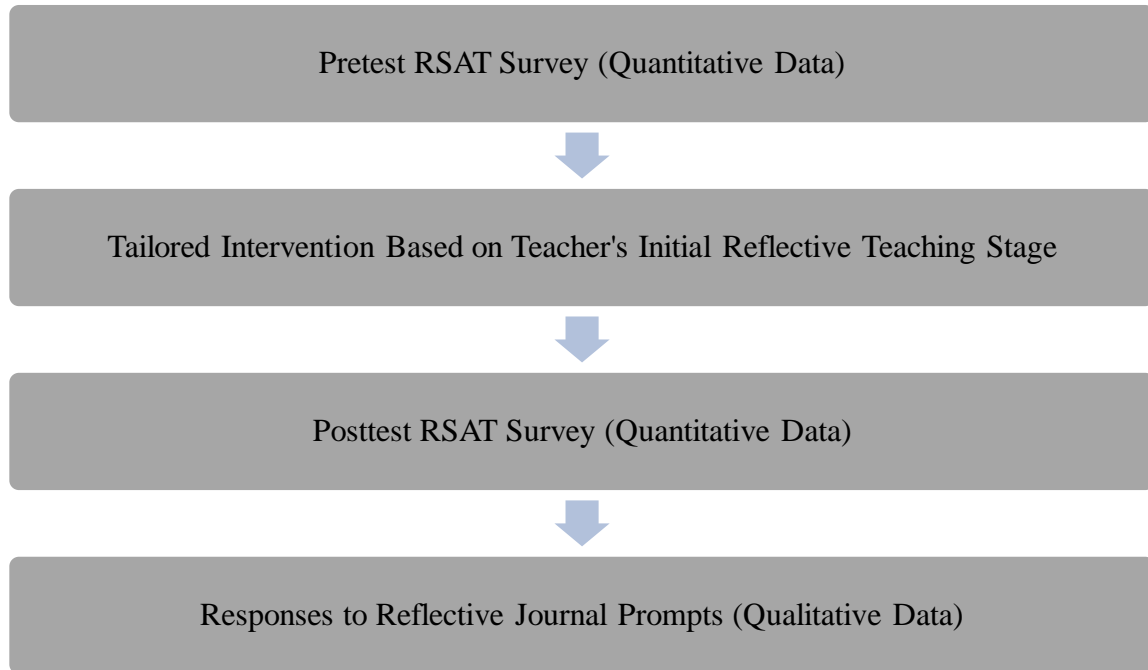 Pretest RSAT Survey (Quantitative Data)
Tailored Intervention Based on Teacher's Initial Reflective Teaching Stage
Posttest RSAT Survey (Quantitative Data)
Responses to Reflective Journal Prompts (Qualitative Data)